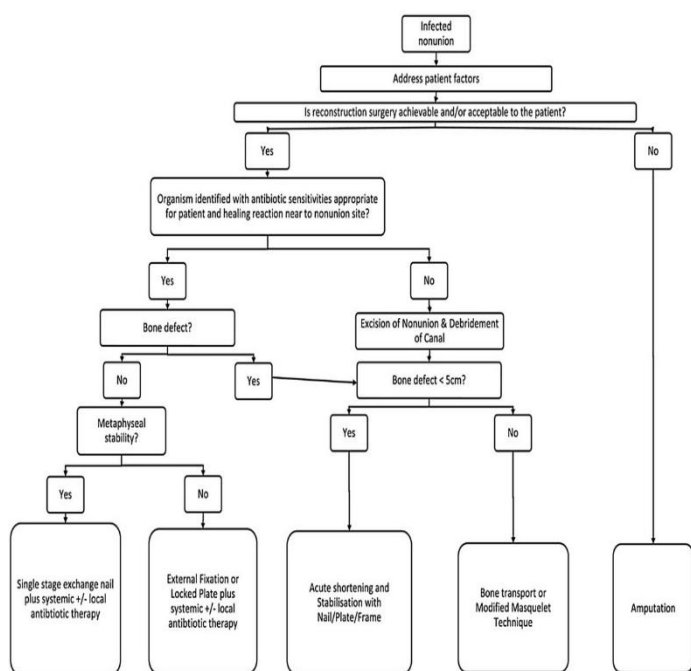 Infected
nonunion
Address patient factors
Is reconstruction surgery achievable and/or acceptable to the patient?
Yes
No
Organism identified with antibiotic sensitivities appropriate
for patient and healing reaction near to nonunion site?
Yes
No
Bone defect?
Excision of Nonunion & Debridement
of Canal
No
Yes
Bone defect < 5cm?
Metaphyseal
stability?
Yes
No
Yes
No
Single stage exchange nail
plus systemic +/- local
antibtiotic therapy
External Fixation or
Locked Plate plus
systemic +/- local
antibtiotic therapy
Acute shortening and
Stabilisation with
Nail/Plate/Frame
Bone transport or
Modified Masquelet
Technique
Amputation